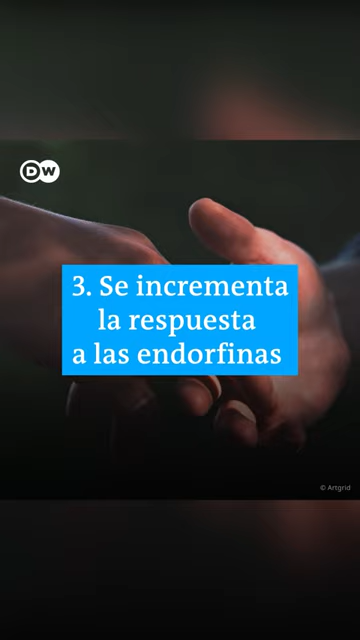 DW
3. Se incrementa
la respuesta
a las endorfinas
© Artgrid